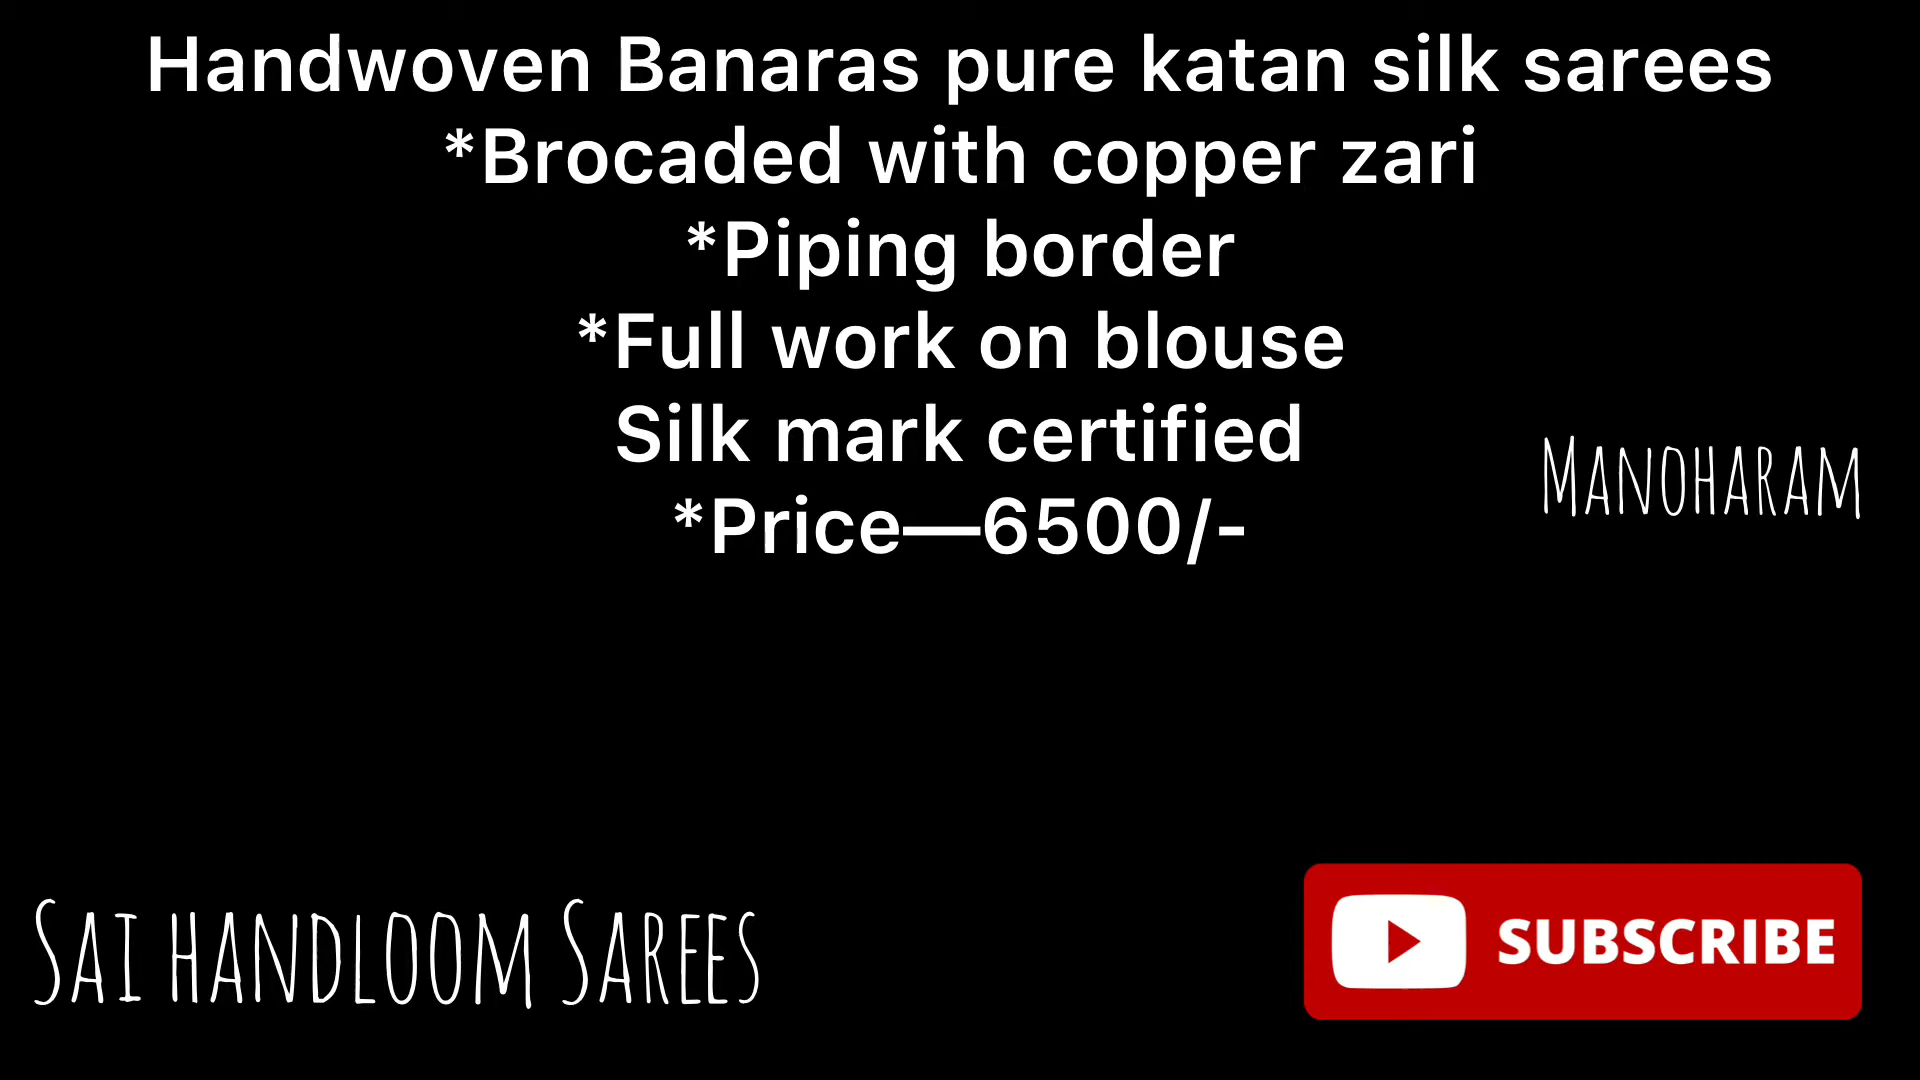 Handwoven Banaras pure katan silk sarees
*Brocaded with copper zari
*Piping border
*Full work on blouse
Silk mark certified
*Price—6500/-
MANOHARAM
SAI HANDLOOM SAREES
SUBSCRIBE